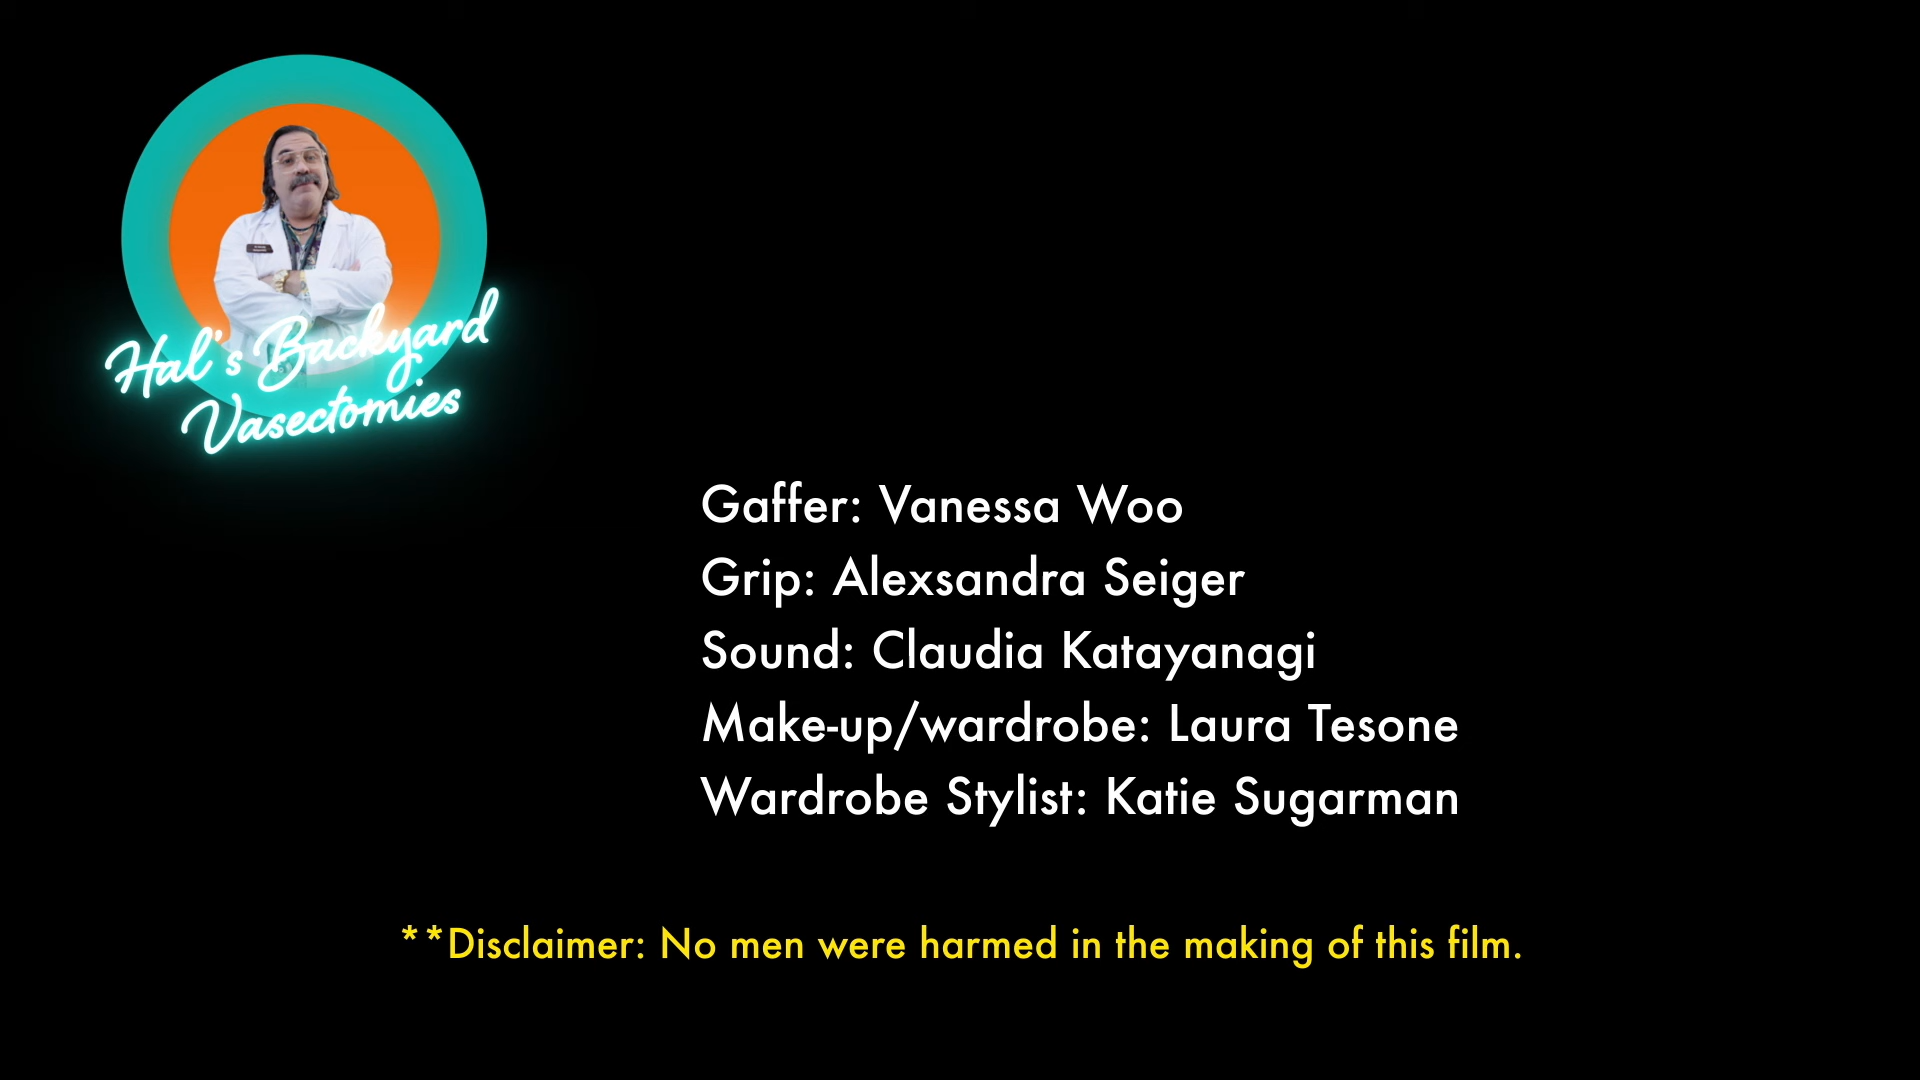 Hal's Backyard
Vasectomies
Gaffer: Vanessa Woo
Grip: Alexsandra Seiger
Sound: Claudia Katayanagi
Make-up/wardrobe: Laura Tesone
Wardrobe Stylist: Katie Sugarman
**Disclaimer: No men were harmed in the making of this film.